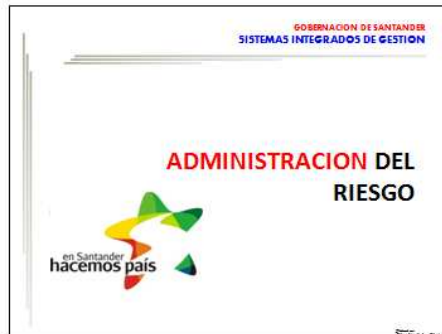 GOBERNACION DE SANTANDER
SISTEMAS INTEGRADOS DE GESTION
ADMINISTRACION DEL
RIESGO
en Santander
hacemos país